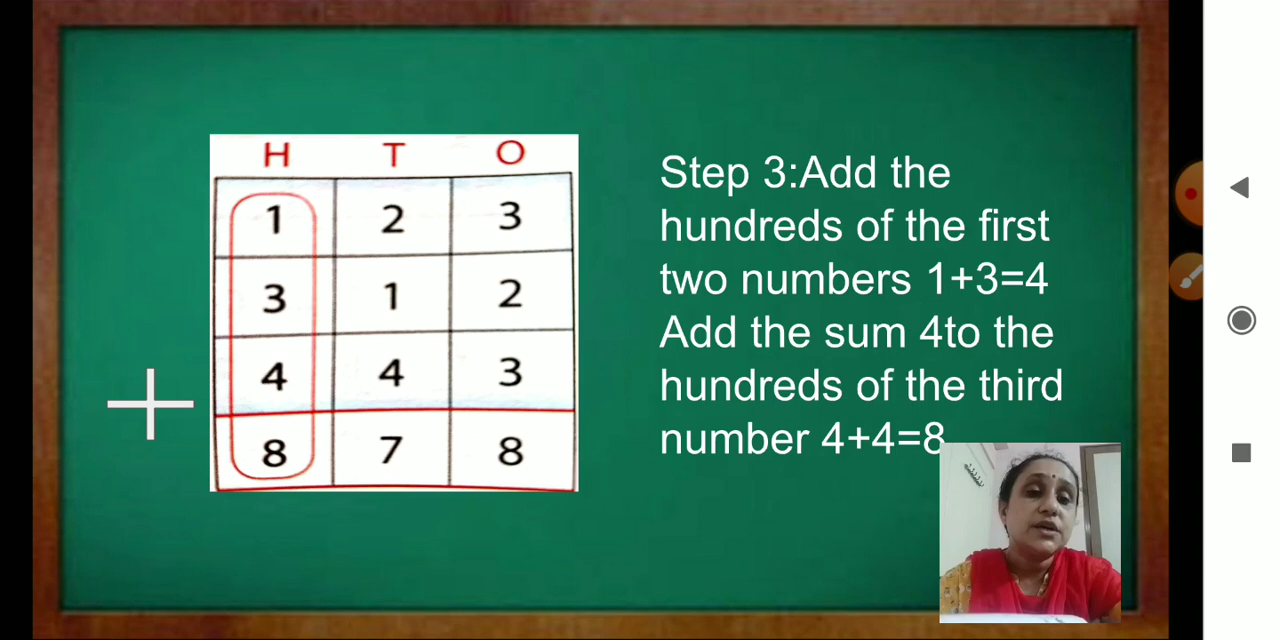 H T O
1 2 3
3 1 2
4 4 3
+
8 7 8
Step 3:Add the
hundreds of the first
two numbers 1+3=4
Add the sum 4to the
hundreds of the third
number 4+4=8